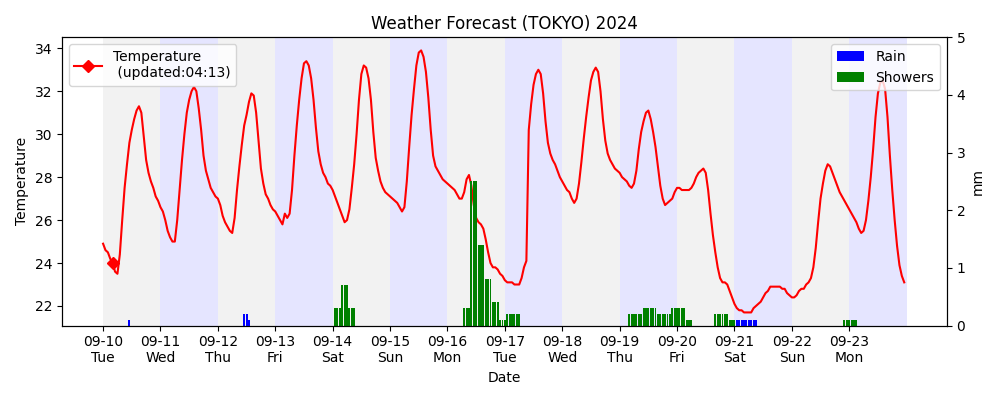 Weather Forecast (TOKYO) 2024
Temperature
(updated:04:13)
Rain
Showers
34
32
30
28
26
24
22
Temperature
5
4
3
2
1
0
mm
09-10 09-11 09-12 09-13 09-14 09-15 09-16 09-17 09-18 09-19 09-20 09-21 09-22 09-23
Tue Wed Thu Fri Sat Sun Mon Tue Wed Thu Fri Sat Sun Mon
Date